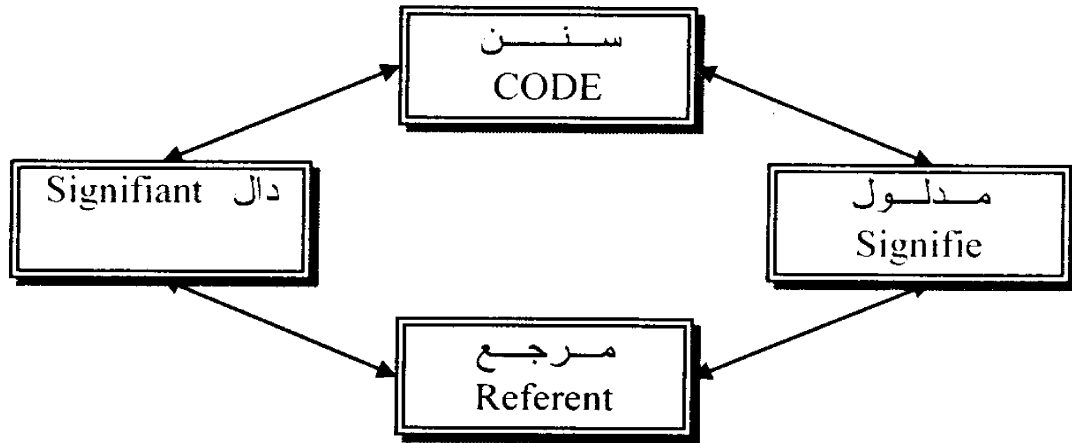 سنن
CODE
Signifiant دال
مدلول
Signifie
مرجع
Referent